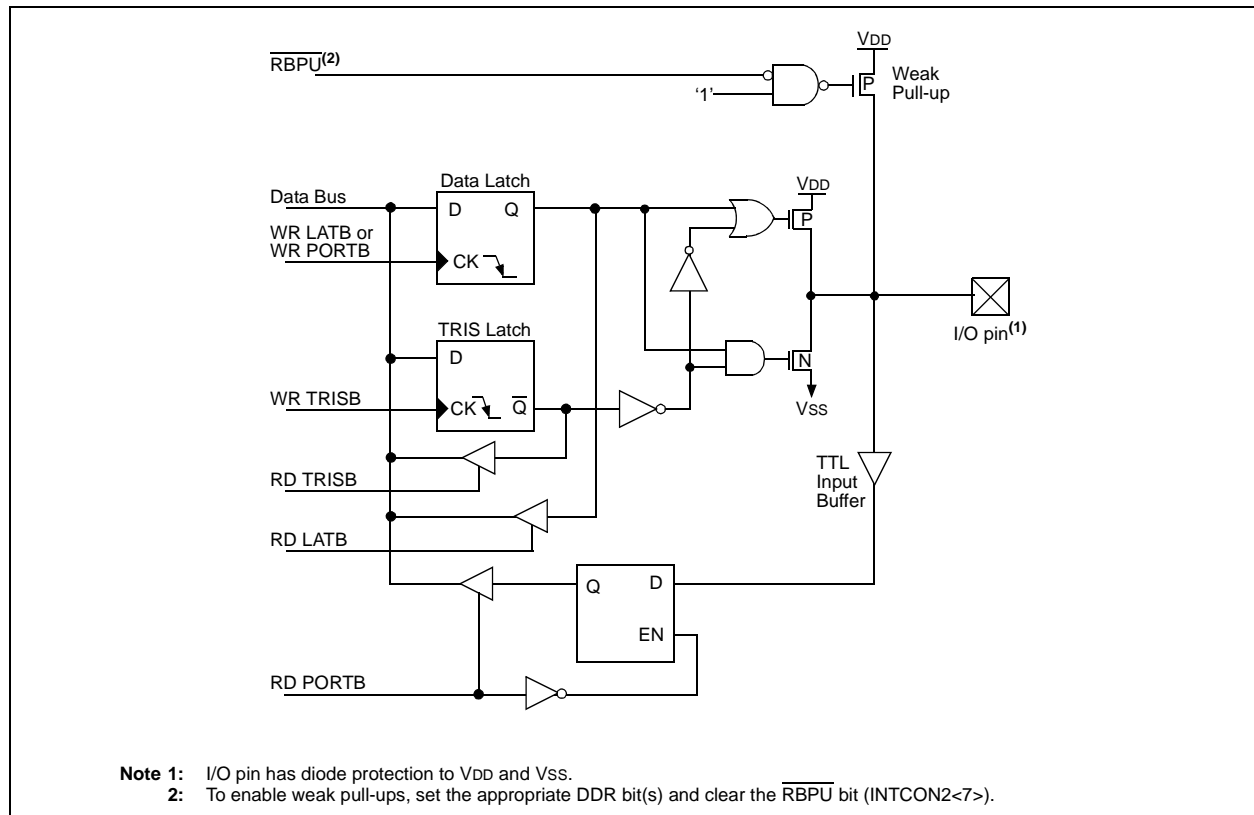 RBPU(2)
VDD
Weak
Pull-up
P
‘1’
Data Bus
Data Latch
D Q
VDD
P
WR LATB or
WR PORTB
CK
I/O pin(1)
TRIS Latch
D
N
WR TRISB
CK Q
VSS
TTL
Input
Buffer
RD TRISB
RD LATB
Q D
EN
RD PORTB
Note 1: I/O pin has diode protection to VDD and VSS.
2: To enable weak pull-ups, set the appropriate DDR bit(s) and clear the RBPU bit (INTCON2<7>).